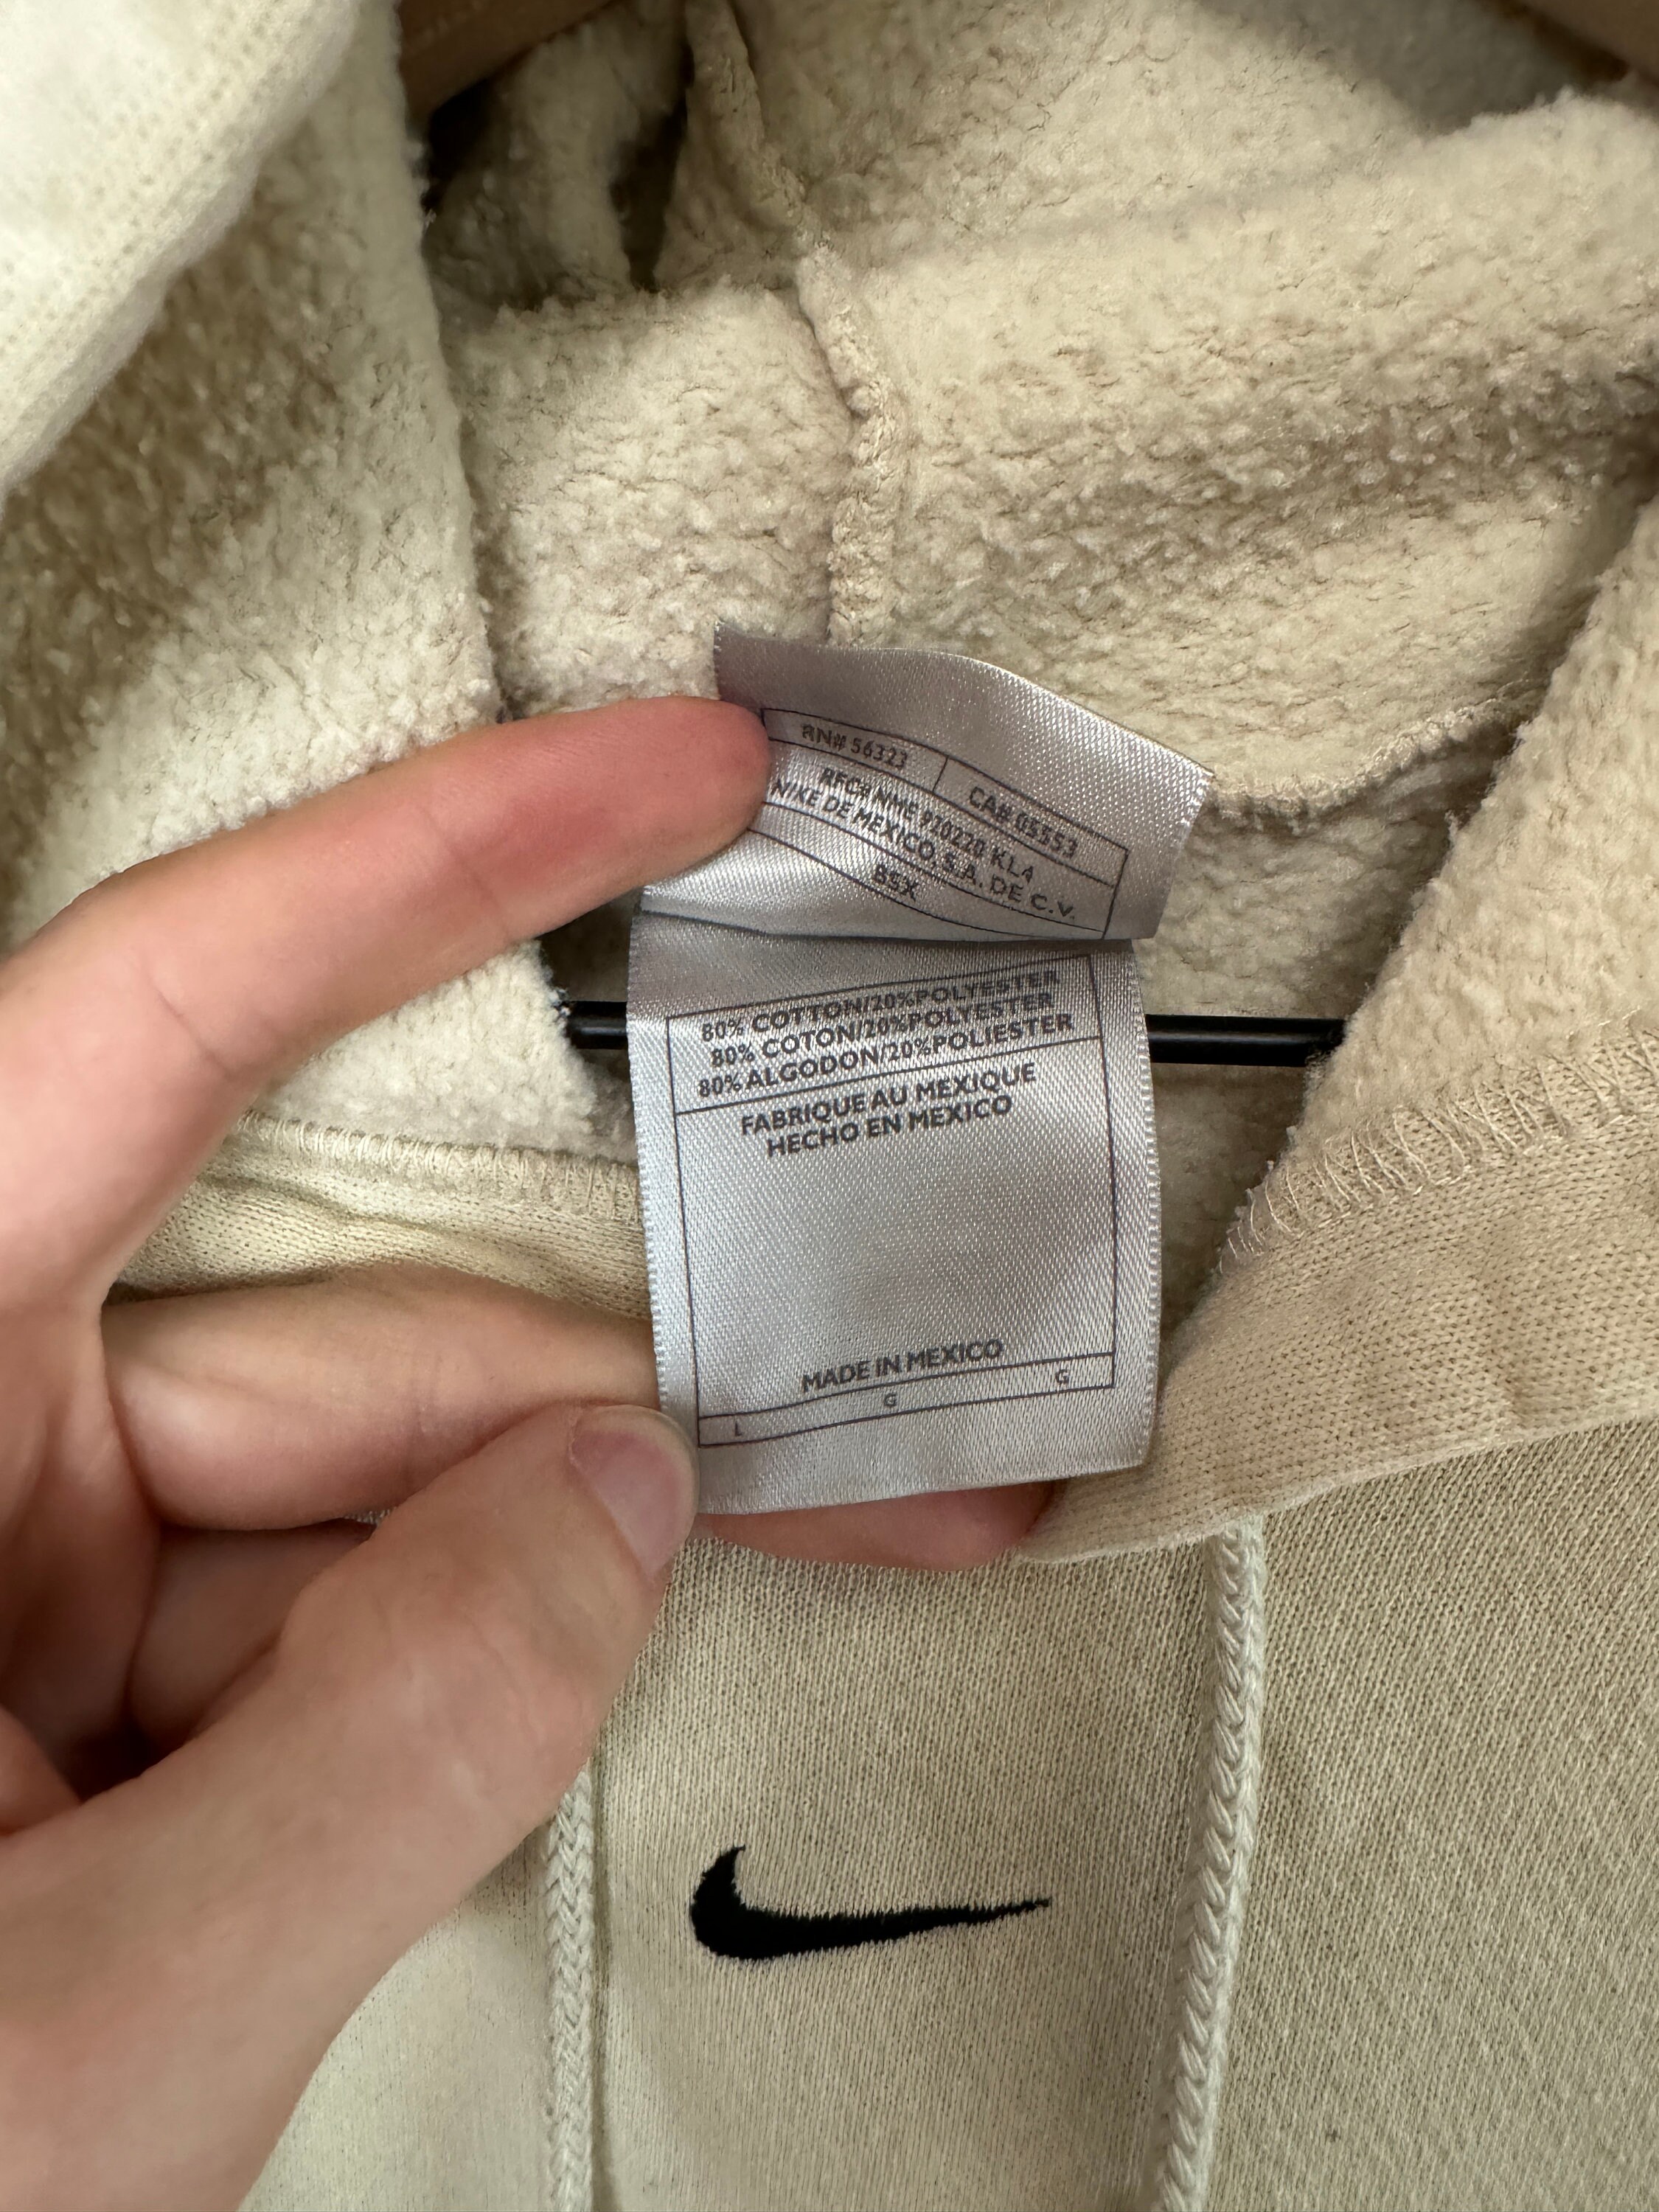 RN# 56323 CA# 05553
RFC# NME 920220 KL4
NIKE DE MEXICO, S.A. DE C.V.
BSX
80% COTTON/20%POLYESTER
80% COTON/20%POLYESTER
80% ALGODON/20%POLIESTER
FABRIQUE AU MEXIQUE
HECHO EN MEXICO
MADE IN MEXICO
L G G